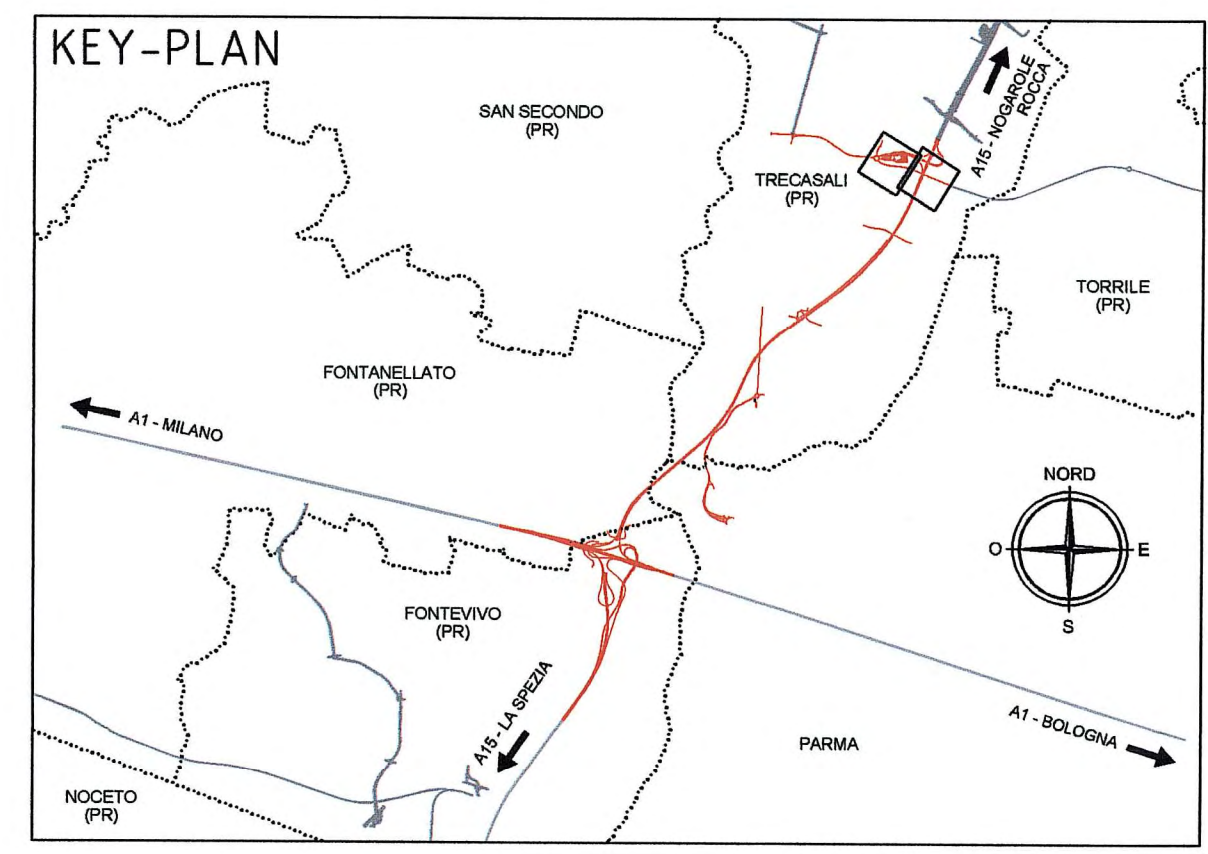 KEY-PLAN
SAN SECONDO
(PR)
A15 - NOGAROLE
ROCCA
TRECASALI
(PR)
TORRILE
(PR)
FONTANELLATO
(PR)
A1 - MILANO
NORD
O
E
S
FONTEVIVO
(PR)
A15 - LA SPEZIA
A1 - BOLOGNA
PARMA
NOCETO
(PR)